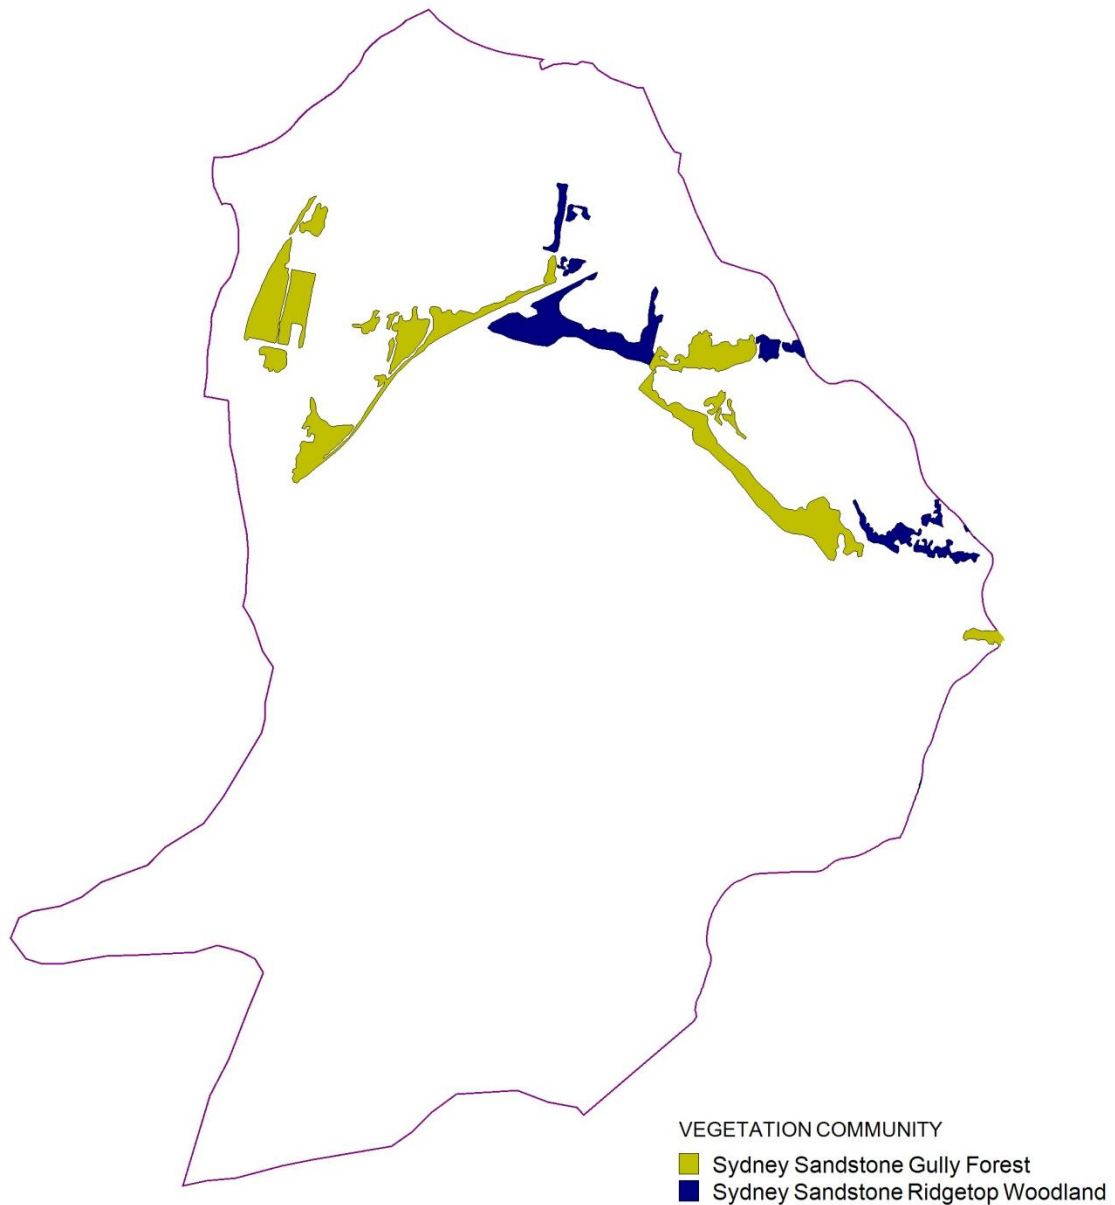 VEGETATION COMMUNITY
Sydney Sandstone Gully Forest
Sydney Sandstone Ridgetop Woodland